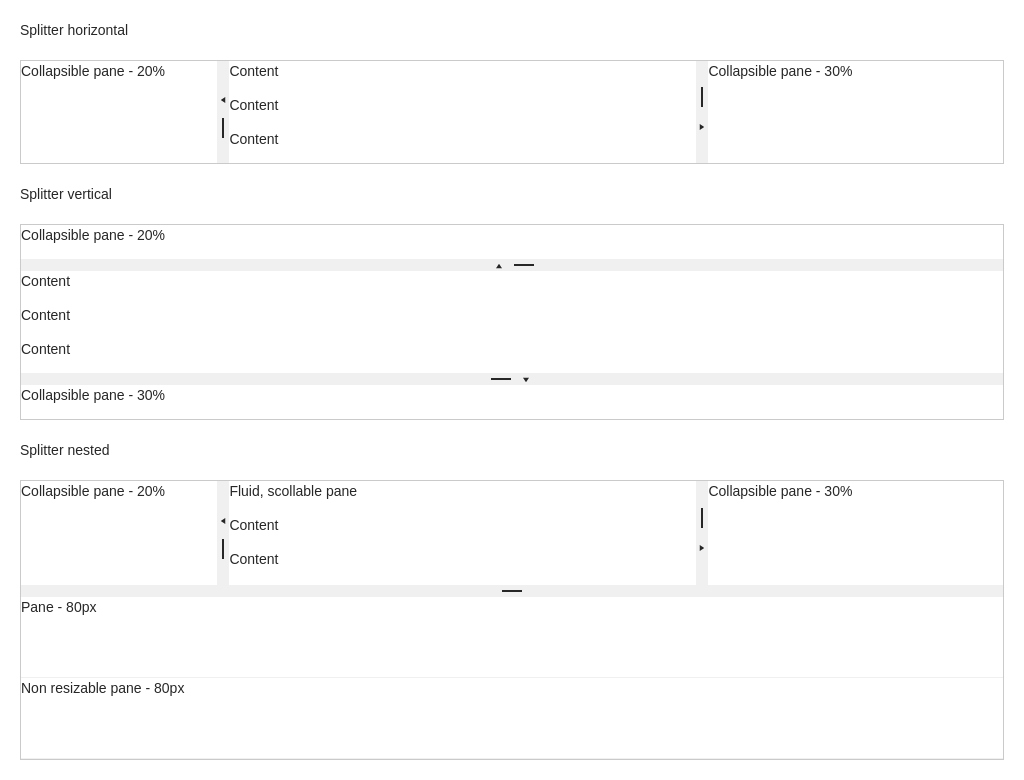 Splitter horizontal
Collapsible pane - 20%
Content
Content
Content
Collapsible pane - 30%
Splitter vertical
Collapsible pane - 20%
Content
Content
Content
Collapsible pane - 30%
Splitter nested
Collapsible pane - 20%
Fluid, scollable pane
Content
Content
Collapsible pane - 30%
Pane - 80px
Non resizable pane - 80px